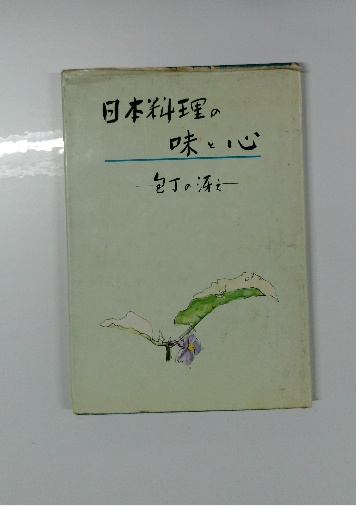 日本料理の
味と心
—包丁の冴え—